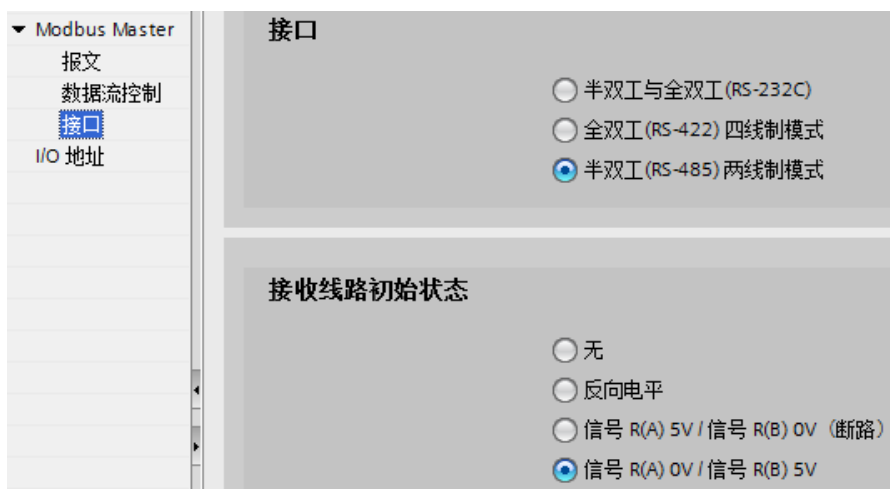 Modbus Master
报文
数据流控制
接口
I/O 地址
接口
半双工与全双工(RS-232C)
全双工(RS-422) 四线制模式
半双工(RS-485) 两线制模式
接收线路初始状态
无
反向电平
信号 R(A) 5V / 信号 R(B) 0V（断路）
信号 R(A) 0V / 信号 R(B) 5V